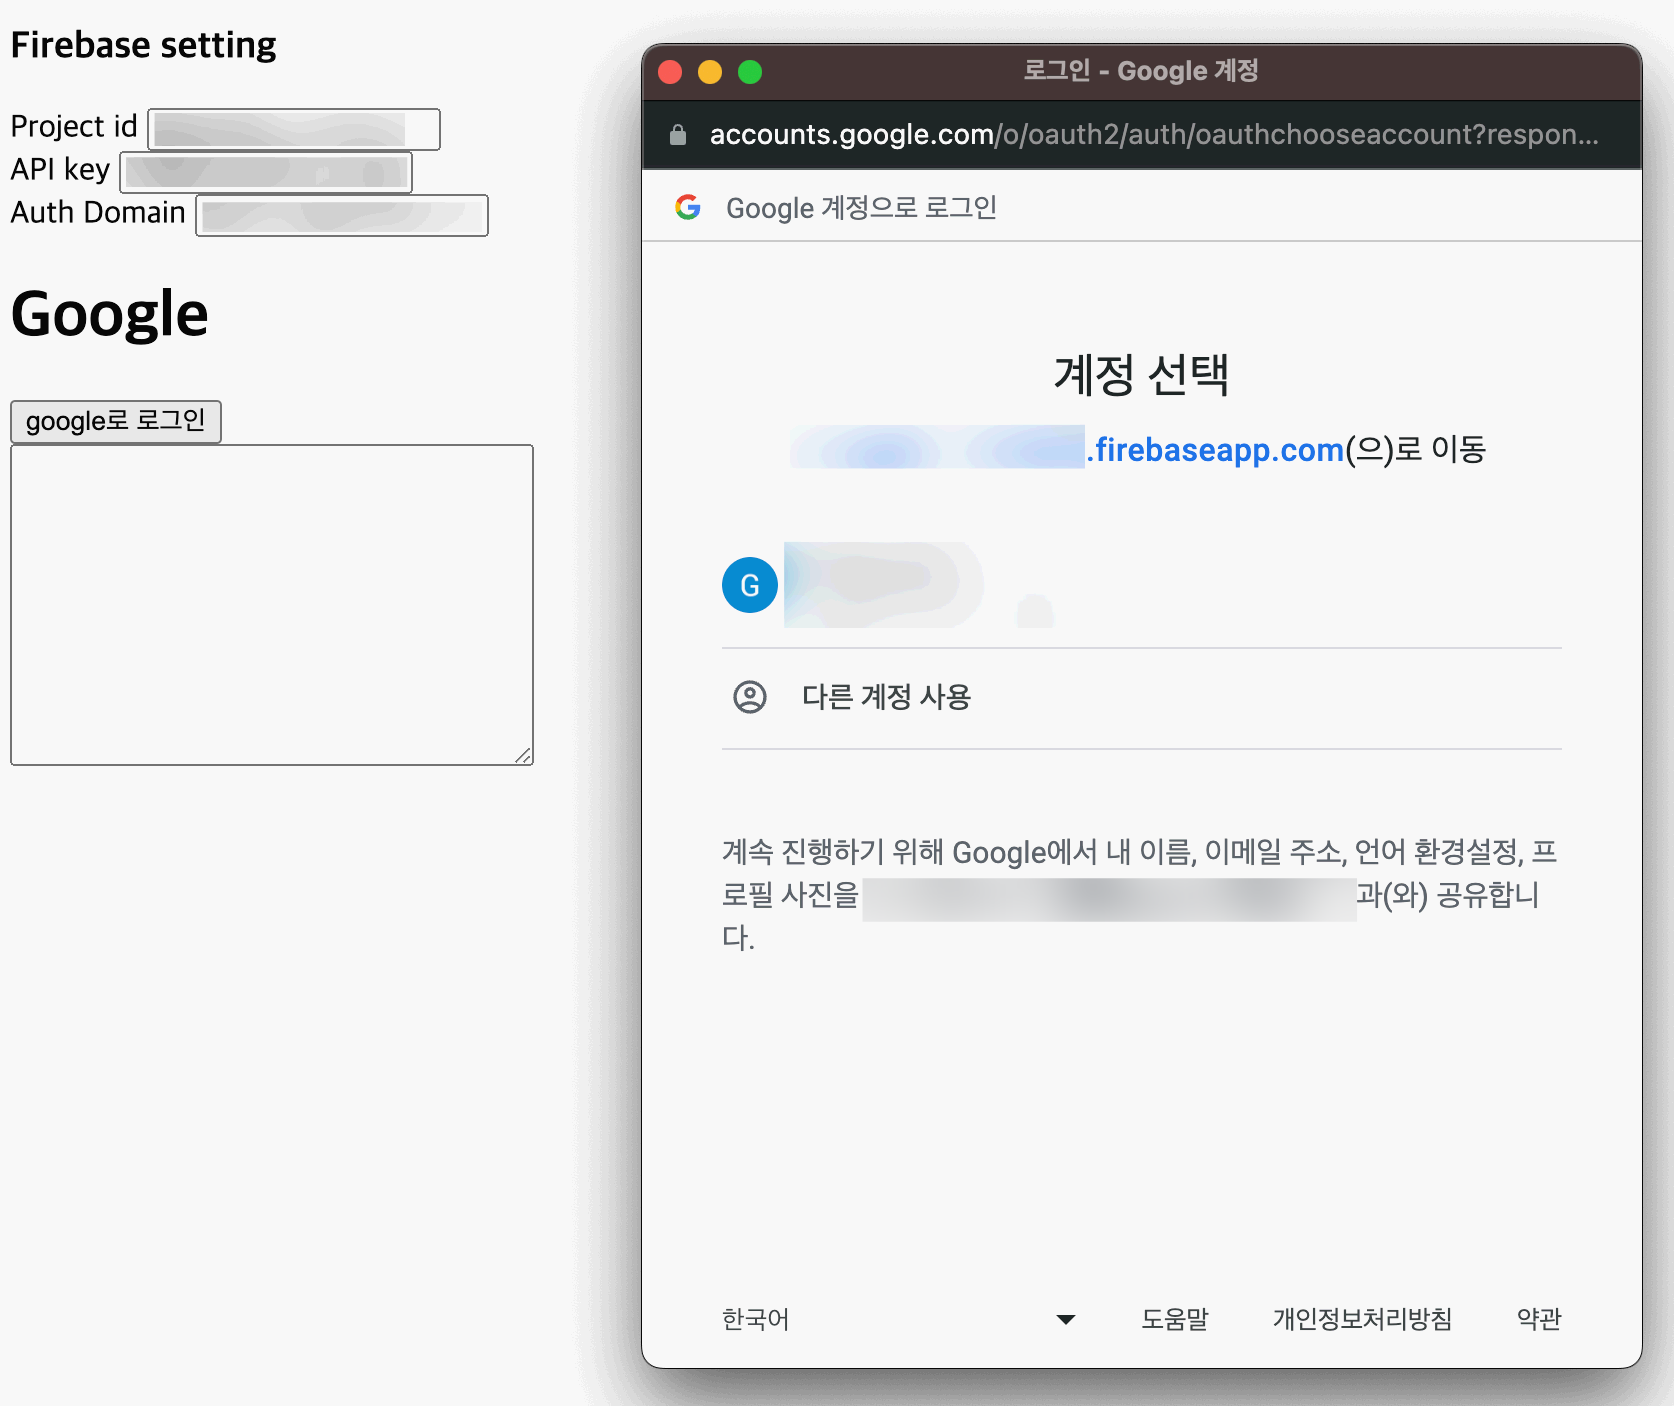 Firebase setting
Project id
API key
Auth Domain
Google
google로 로그인
로그인 - Google 계정
accounts.google.com/o/oauth2/auth/oauthchooseaccount?respon...
Google 계정으로 로그인
계정 선택
.firebaseapp.com(으)로 이동
G
다른 계정 사용
계속 진행하기 위해 Google에서 내 이름, 이메일 주소, 언어 환경설정, 프
로필 사진을 과(와) 공유합니
다.
한국어 도움말 개인정보처리방침 약관